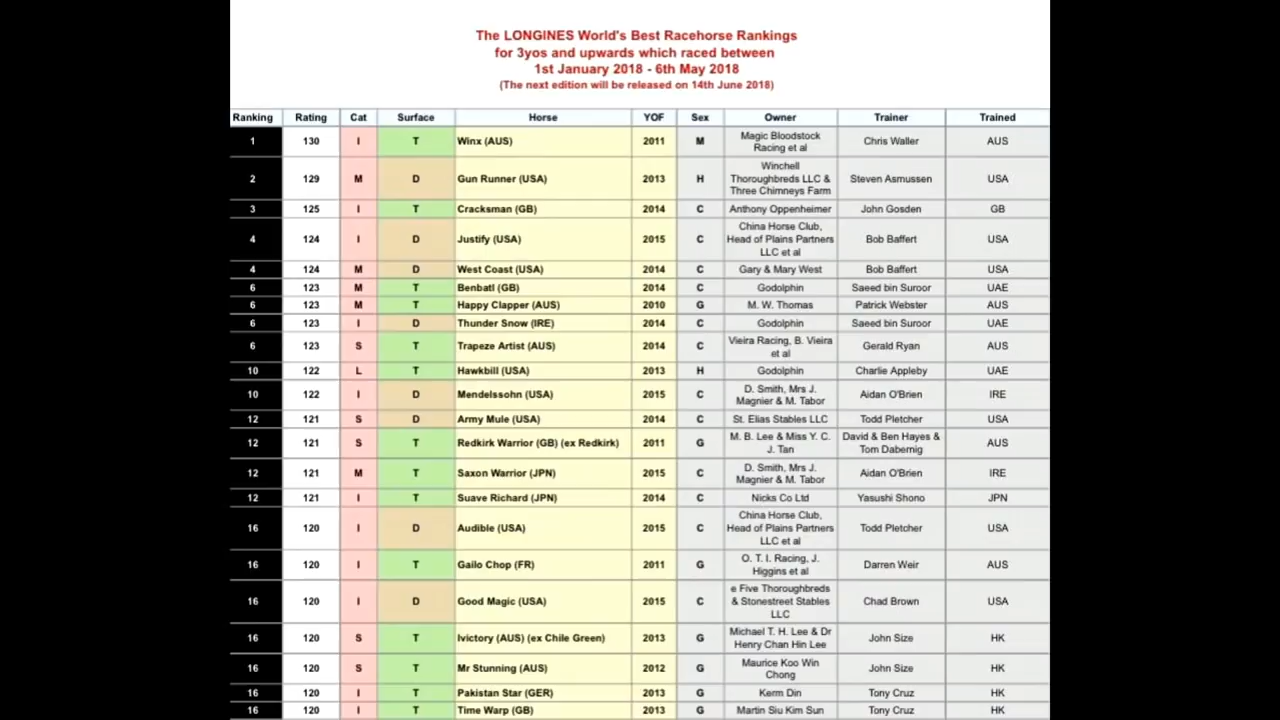 The LONGINES World's Best Racehorse Rankings
for 3yos and upwards which raced between
1st January 2018 - 6th May 2018
(The next edition will be released on 14th June 2018)
Ranking Rating Cat Surface Horse YOF Sex Owner Trainer Trained
1 130 I T Winx (AUS) 2011 M Magic Bloodstock Racing et al Chris Waller AUS
2 129 M D Gun Runner (USA) 2013 H Winchell Thoroughbreds LLC & Three Chimneys Farm Steven Asmussen USA
3 125 I T Cracksman (GB) 2014 C Anthony Oppenheimer John Gosden GB
4 124 I D Justify (USA) 2015 C China Horse Club, Head of Plains Partners LLC et al Bob Baffert USA
4 124 M D West Coast (USA) 2014 C Gary & Mary West Bob Baffert USA
6 123 M T Benbatl (GB) 2014 C Godolphin Saeed bin Suroor UAE
6 123 M T Happy Clapper (AUS) 2010 G M. W. Thomas Patrick Webster AUS
6 123 I D Thunder Snow (IRE) 2014 C Godolphin Saeed bin Suroor UAE
6 123 S T Trapeze Artist (AUS) 2014 C Vieira Racing, B. Vieira et al Gerald Ryan AUS
10 122 L T Hawkbill (USA) 2013 H Godolphin Charlie Appleby UAE
10 122 I D Mendelssohn (USA) 2015 C D. Smith, Mrs J. Magnier & M. Tabor Aidan O'Brien IRE
12 121 S D Army Mule (USA) 2014 C St. Elias Stables LLC Todd Pletcher USA
12 121 S T Redkirk Warrior (GB) (ex Redkirk) 2011 G M. B. Lee & Miss Y. C. J. Tan David & Ben Hayes & Tom Dabernig AUS
12 121 M T Saxon Warrior (JPN) 2015 C D. Smith, Mrs J. Magnier & M. Tabor Aidan O'Brien IRE
12 121 I T Suave Richard (JPN) 2014 C Nicks Co Ltd Yasushi Shono JPN
16 120 I D Audible (USA) 2015 C China Horse Club, Head of Plains Partners LLC et al Todd Pletcher USA
16 120 I T Gailo Chop (FR) 2011 G O. T. I. Racing, J. Higgins et al Darren Weir AUS
16 120 I D Good Magic (USA) 2015 C e Five Thoroughbreds & Stonestreet Stables LLC Chad Brown USA
16 120 S T Ivictory (AUS) (ex Chile Green) 2013 G Michael T. H. Lee & Dr Henry Chan Hin Lee John Size HK
16 120 S T Mr Stunning (AUS) 2012 G Maurice Koo Win Chong John Size HK
16 120 I T Pakistan Star (GER) 2013 G Kerm Din Tony Cruz HK
16 120 I T Time Warp (GB) 2013 G Martin Siu Kim Sun Tony Cruz HK